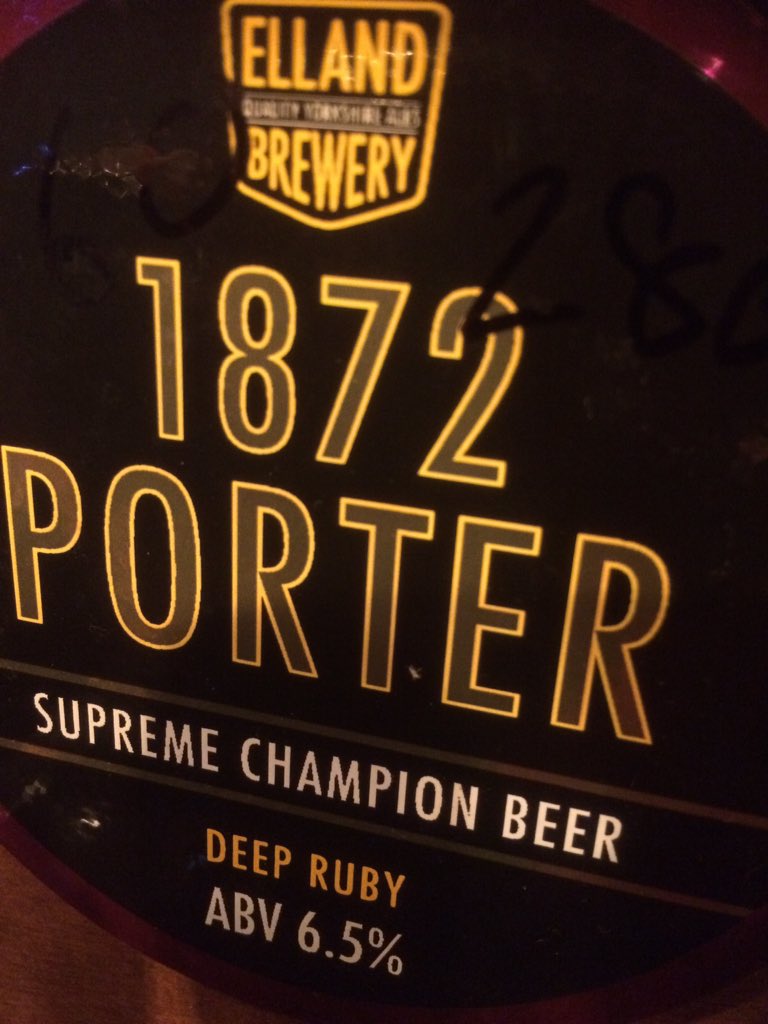 ELLAND
QUALITY YORKSHIRE ALES
BREWERY
1872
PORTER
SUPREME CHAMPION BEER
DEEP RUBY
ABV 6.5%